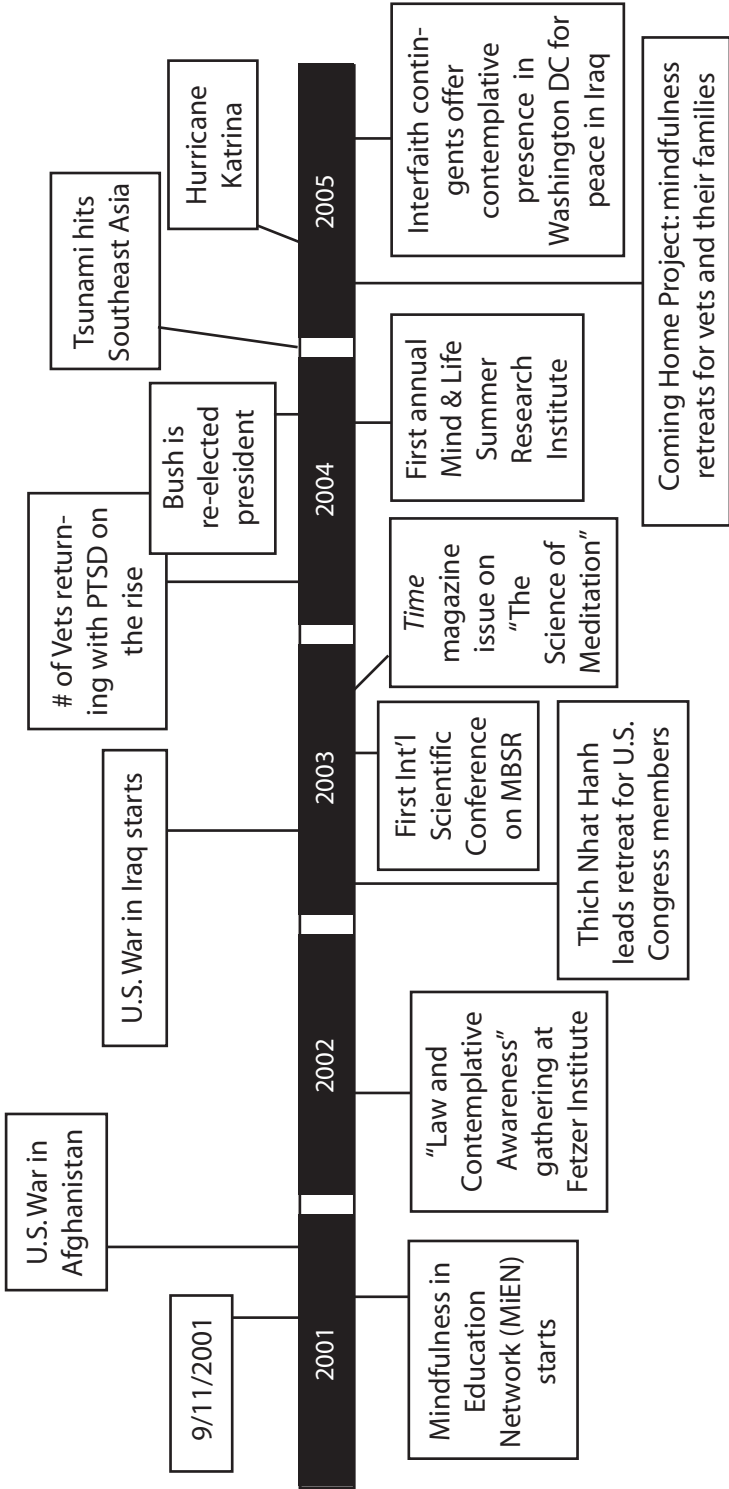 9/11/2001
U.S. War in
Afghanistan
U.S. War in Iraq starts
# of Vets return-
ing with PTSD on
the rise
Bush is
re-elected
president
Tsunami hits
Southeast Asia
Hurricane
Katrina
2001
2002
2003
2004
2005
Mindfulness in
Education
Network (MiEN)
starts
"Law and
Contemplative
Awareness"
gathering at
Fetzer Institute
Thich Nhat Hanh
leads retreat for U.S.
Congress members
First Int'l
Scientific
Conference
on MBSR
Time
magazine
issue on
"The
Science of
Meditation"
First annual
Mind & Life
Summer
Research
Institute
Coming Home Project: mindfulness
retreats for vets and their families
Interfaith contin-
gents offer
contemplative
presence in
Washington DC for
peace in Iraq